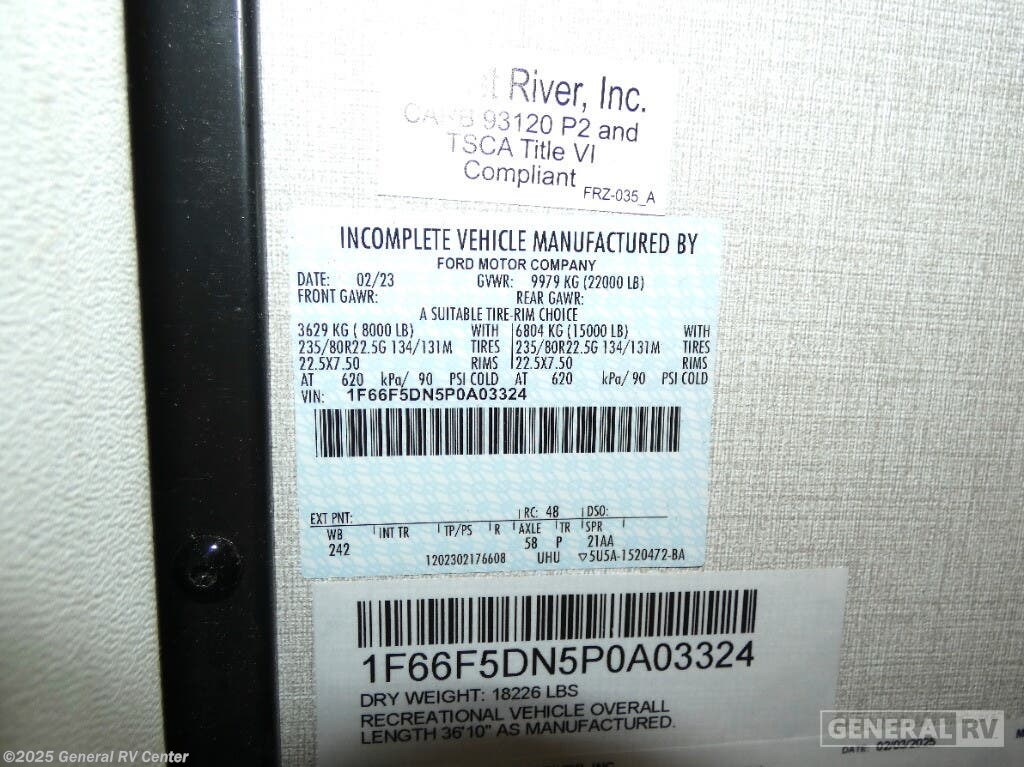 River, Inc.
93120 P2 and
TSCA Title VI
Compliant
FRZ-035_A
INCOMPLETE VEHICLE MANUFACTURED BY
FORD MOTOR COMPANY
DATE: 02/23 GVWR: 9979 KG (22000 LB)
FRONT GAWR: REAR GAWR:
A SUITABLE TIRE-RIM CHOICE
3629 KG ( 8000 LB) WITH 6804 KG (15000 LB) WITH
235/80R22.5G 134/131M TIRES 235/80R22.5G 134/131M TIRES
22.5X7.50 RIMS 22.5X7.50 RIMS
AT 620 kPa/ 90 PSI COLD AT 620 kPa/ 90 PSI COLD
VIN: 1F66F5DN5P0A03324
EXT PNT: RC: 48 DSO:
WB INT TR TP/PS R AXLE TR SPR
242 58 P 21AA
1202302176608 UHU ▽5U5A-1520472-BA
1F66F5DN5P0A03324
DRY WEIGHT: 18226 LBS
RECREATIONAL VEHICLE OVERALL
LENGTH 36'10" AS MANUFACTURED.
GENERAL RV
DATE: 02/03/2025
©2025 General RV Center